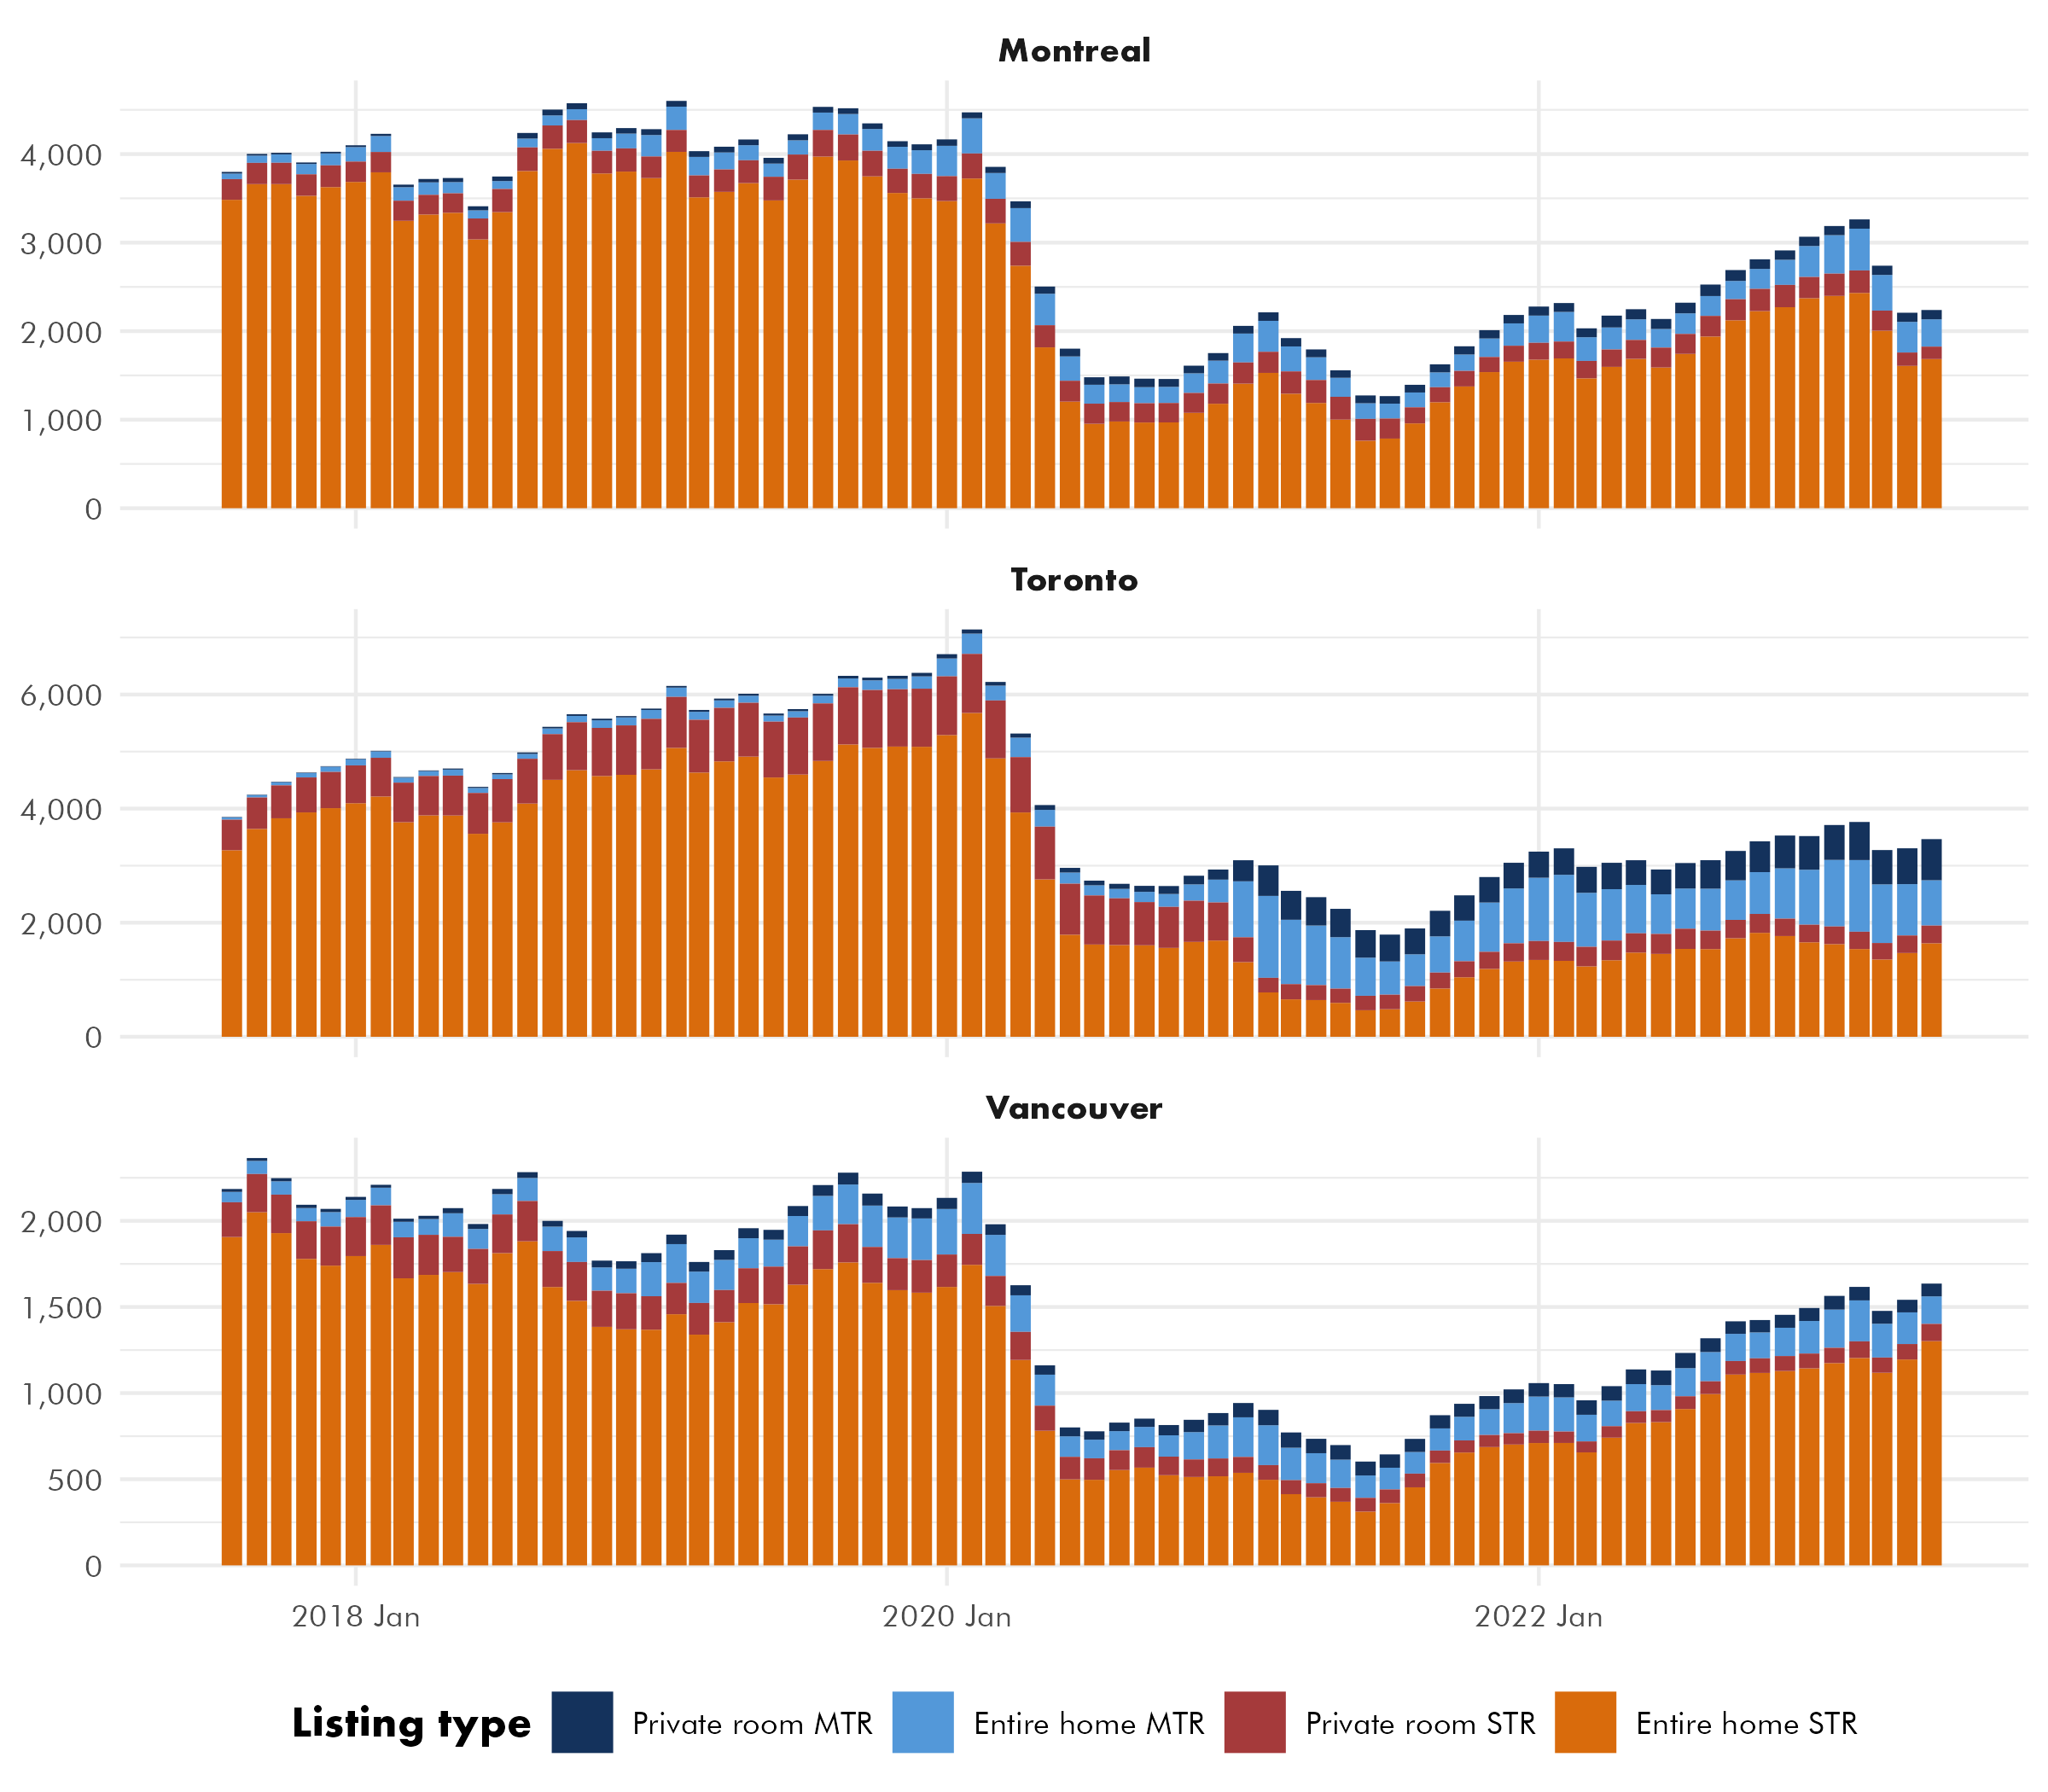 Montreal
4,000
3,000
2,000
1,000
0
Toronto
6,000
4,000
2,000
0
Vancouver
2,000
1,500
1,000
500
0
2018 Jan 2020 Jan 2022 Jan
Listing type Private room MTR Entire home MTR Private room STR Entire home STR